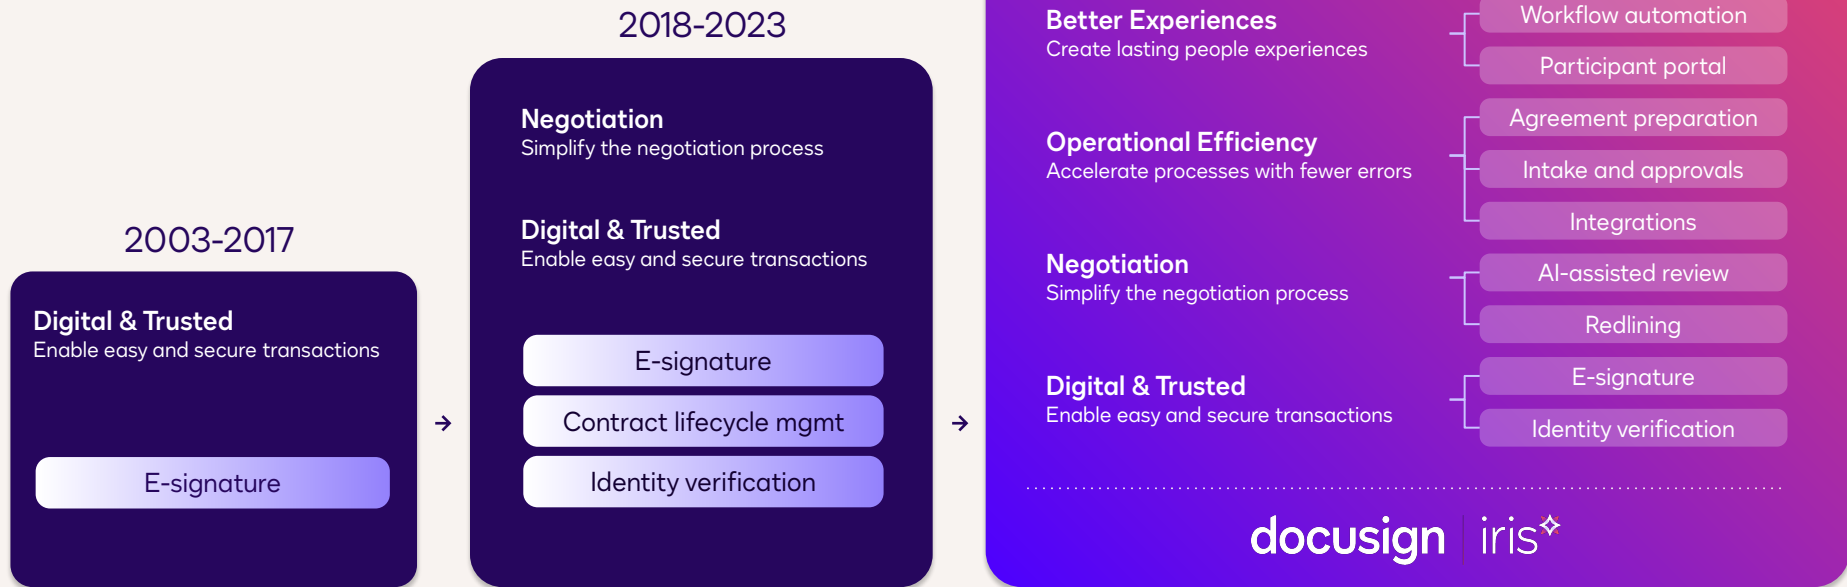 2003-2017
Digital & Trusted
Enable easy and secure transactions
E-signature
→
2018-2023
Negotiation
Simplify the negotiation process
Digital & Trusted
Enable easy and secure transactions
E-signature
Contract lifecycle mgmt
Identity verification
→
Better Experiences
Create lasting people experiences
Workflow automation
Participant portal
Operational Efficiency
Accelerate processes with fewer errors
Agreement preparation
Intake and approvals
Integrations
Negotiation
Simplify the negotiation process
AI-assisted review
Redlining
Digital & Trusted
Enable easy and secure transactions
E-signature
Identity verification
docusign | iris